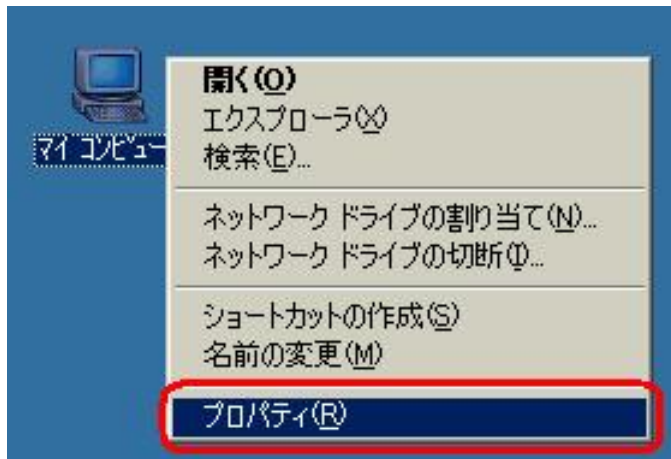 マイ コンピュー
開く(O)
エクスプローラ(X)
検索(E)...
ネットワーク ドライブの割り当て(N)...
ネットワーク ドライブの切断(I)...
ショートカットの作成(S)
名前の変更(M)
プロパティ(R)